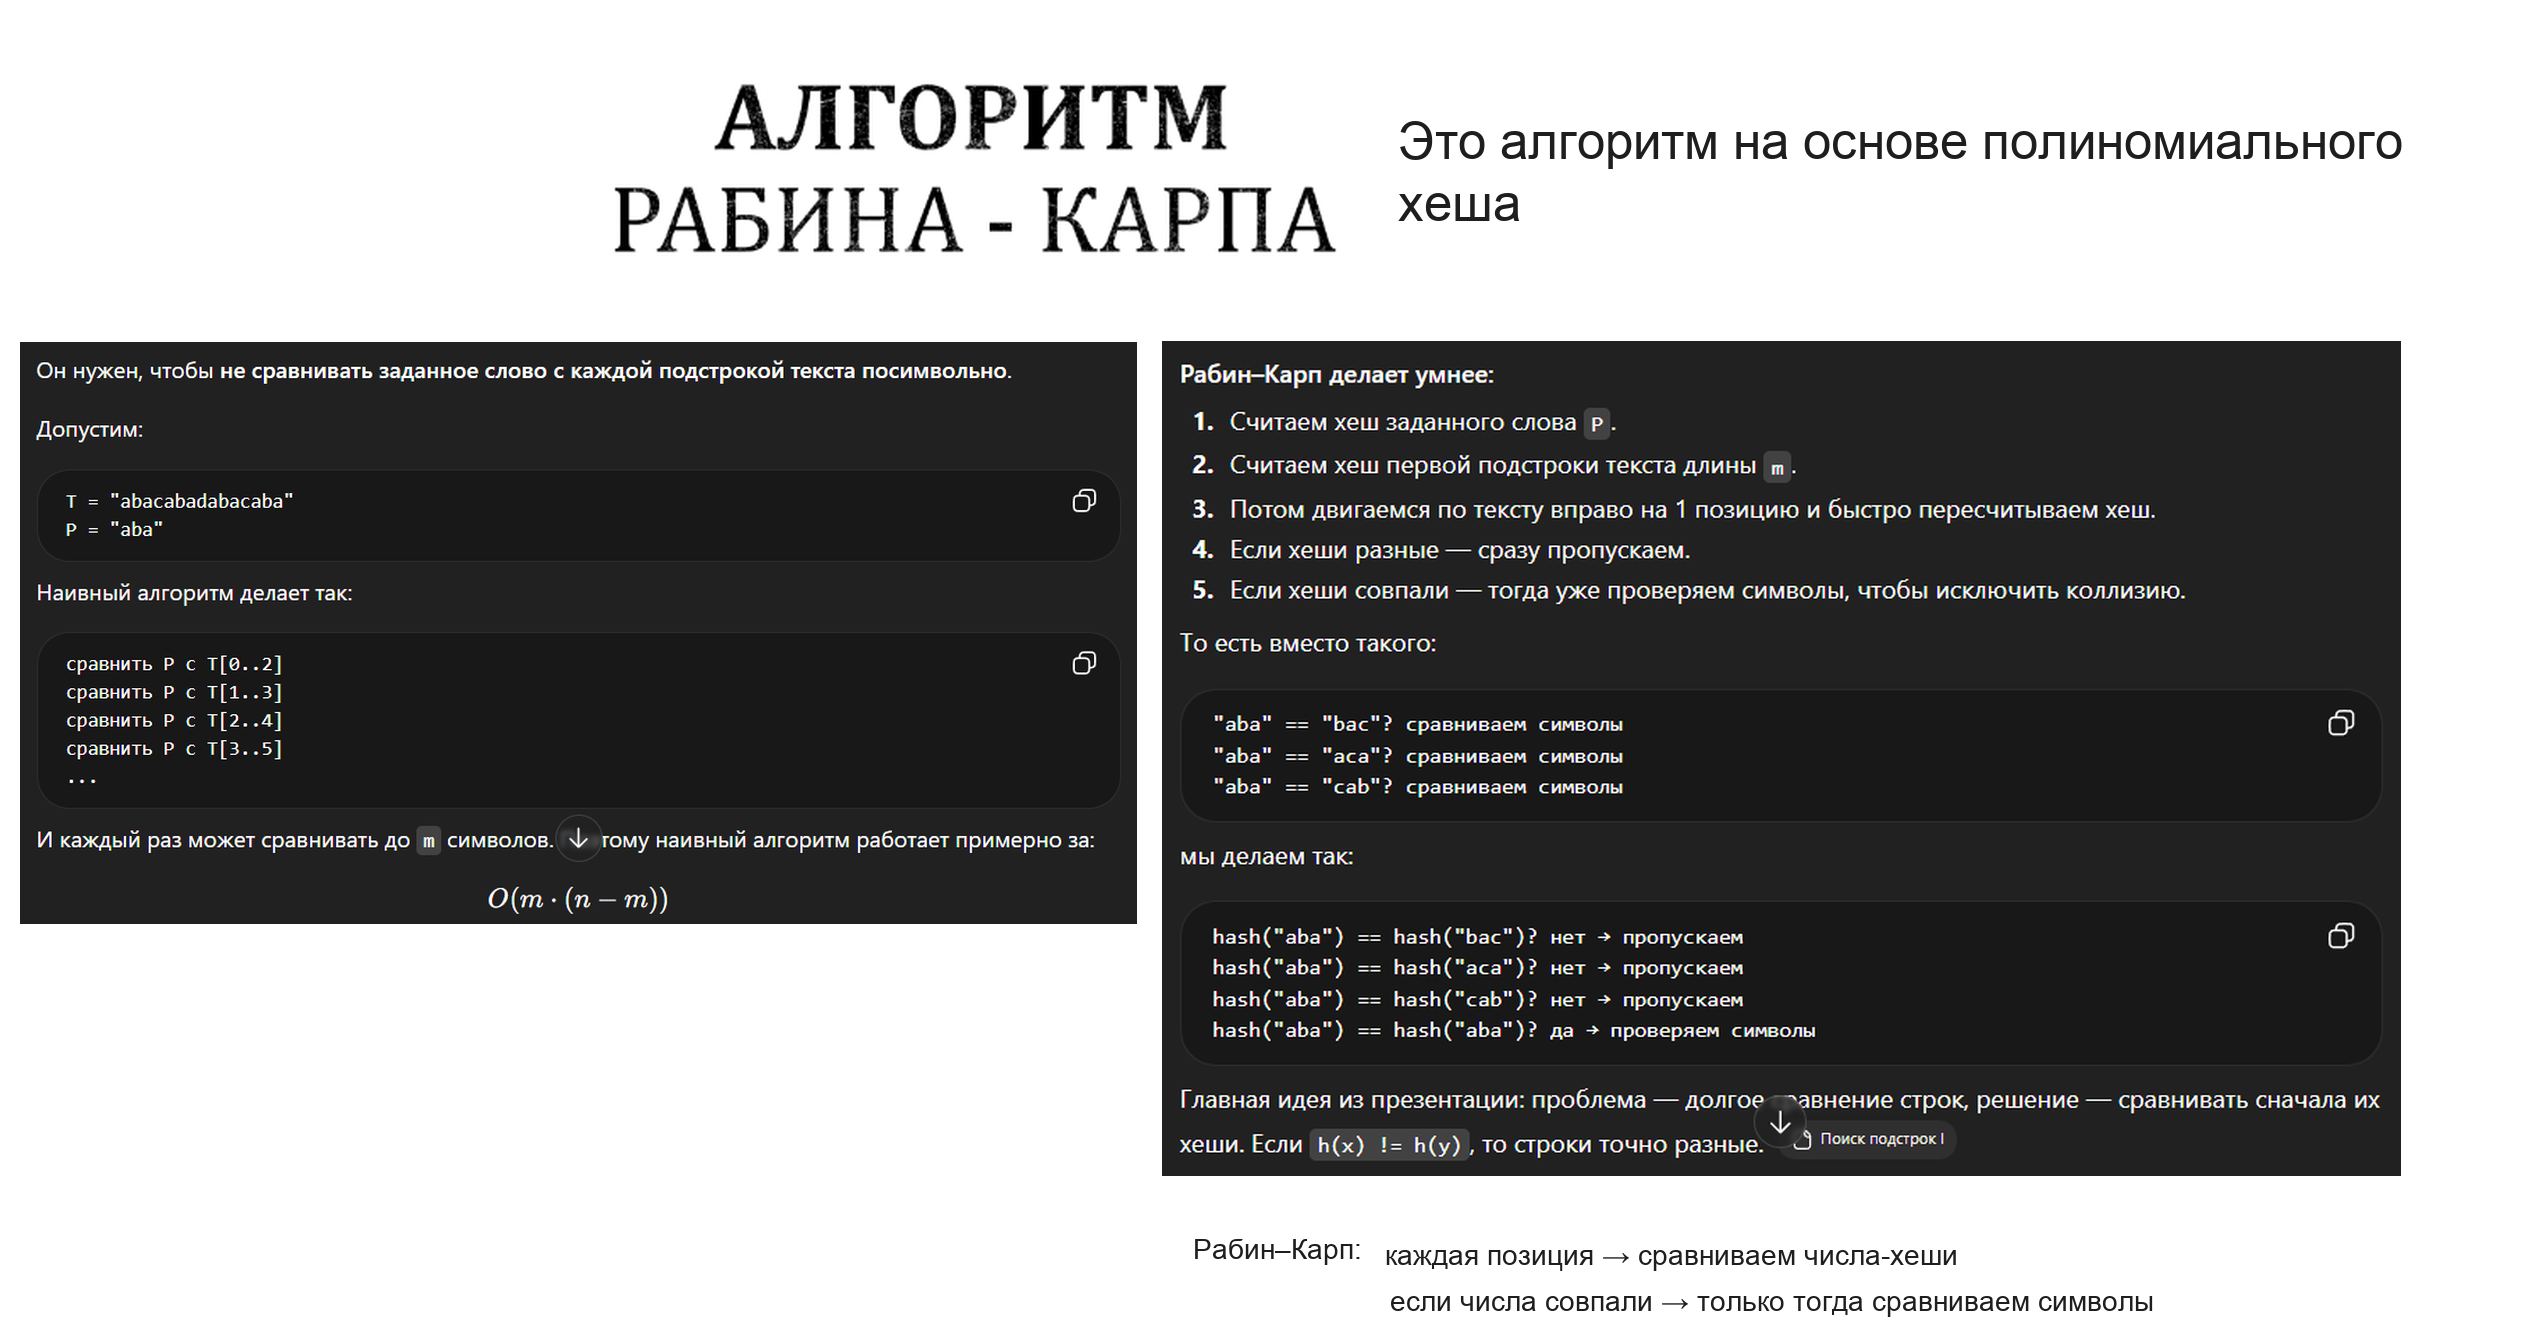 АЛГОРИТМ
РАБИНА - КАРПА
Это алгоритм на основе полиномиального
хеша
Он нужен, чтобы не сравнивать заданное слово с каждой подстрокой текста посимвольно.
Допустим:
T = "abacabadabacaba"
P = "aba"
Наивный алгоритм делает так:
сравнить P с T[0..2]
сравнить P с T[1..3]
сравнить P с T[2..4]
сравнить P с T[3..5]
...
И каждый раз может сравнивать до m символов. тому наивный алгоритм работает примерно за:
O(m · (n − m))
Рабин–Карп делает умнее:
1. Считаем хеш заданного слова P.
2. Считаем хеш первой подстроки текста длины m.
3. Потом двигаемся по тексту вправо на 1 позицию и быстро пересчитываем хеш.
4. Если хеши разные — сразу пропускаем.
5. Если хеши совпали — тогда уже проверяем символы, чтобы исключить коллизию.
То есть вместо такого:
"aba" == "bac"? сравниваем символы
"aba" == "aca"? сравниваем символы
"aba" == "cab"? сравниваем символы
мы делаем так:
hash("aba") == hash("bac")? нет → пропускаем
hash("aba") == hash("aca")? нет → пропускаем
hash("aba") == hash("cab")? нет → пропускаем
hash("aba") == hash("aba")? да → проверяем символы
Главная идея из презентации: проблема — долгое сравнение строк, решение — сравнивать сначала их
хеши. Если h(x) != h(y), то строки точно разные. Поиск подстрок I
Рабин–Карп: каждая позиция → сравниваем числа-хеши
если числа совпали → только тогда сравниваем символы